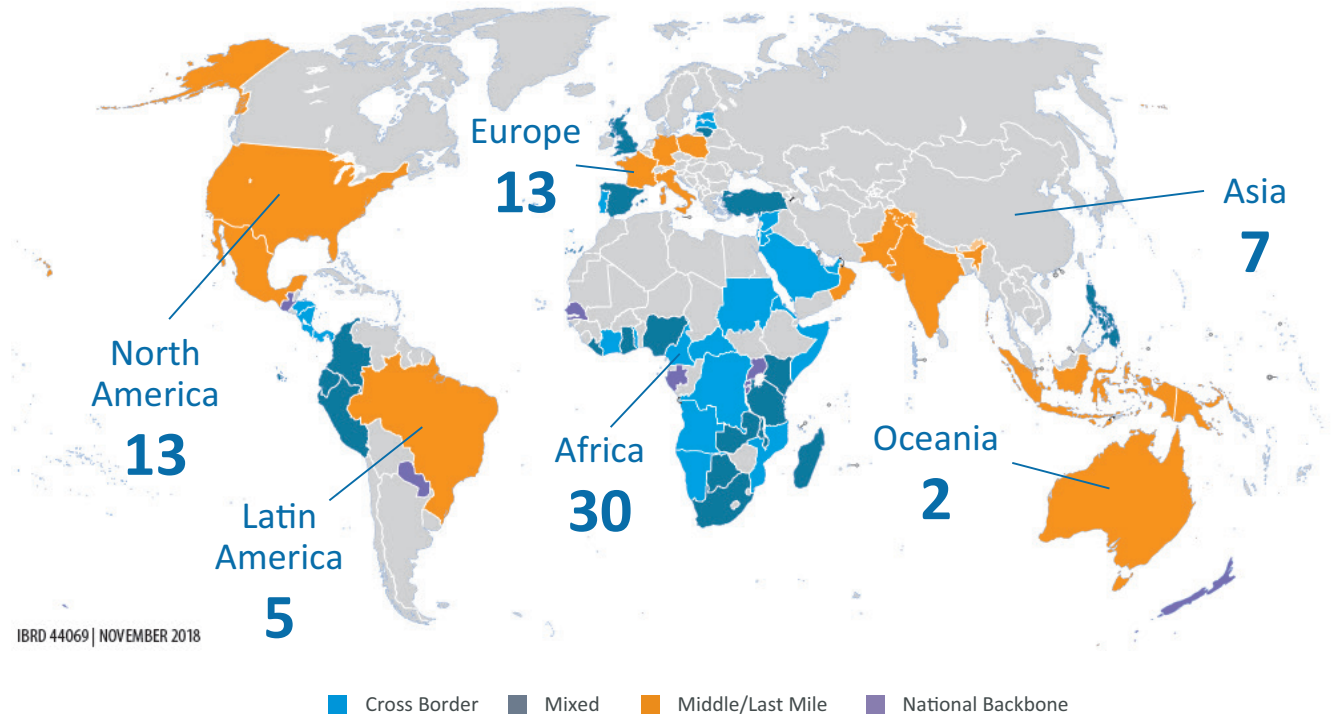 Europe
13
Asia
7
North
America
13
Africa
30
Oceania
2
Latin
America
5
IBRD 44069 | NOVEMBER 2018
Cross Border
Mixed
Middle/Last Mile
National Backbone